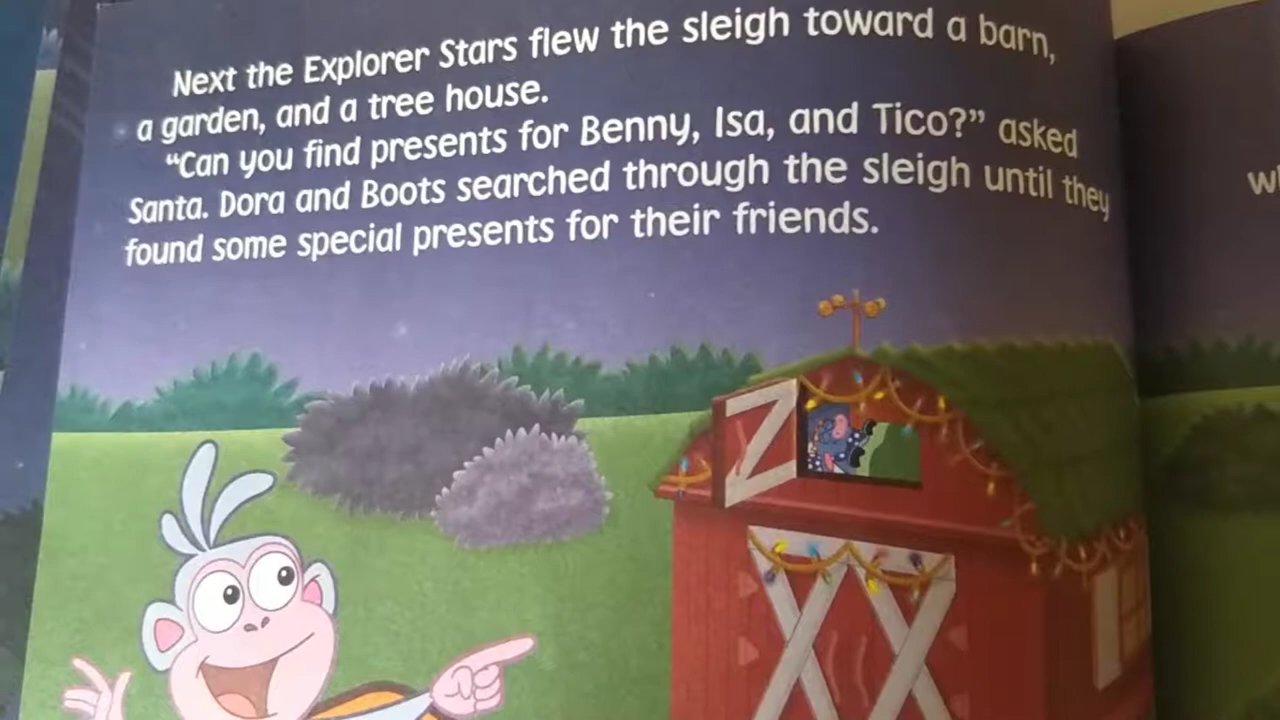 Next the Explorer Stars flew the sleigh toward a barn,
a garden, and a tree house.
“Can you find presents for Benny, Isa, and Tico?” asked
Santa. Dora and Boots searched through the sleigh until they
found some special presents for their friends.